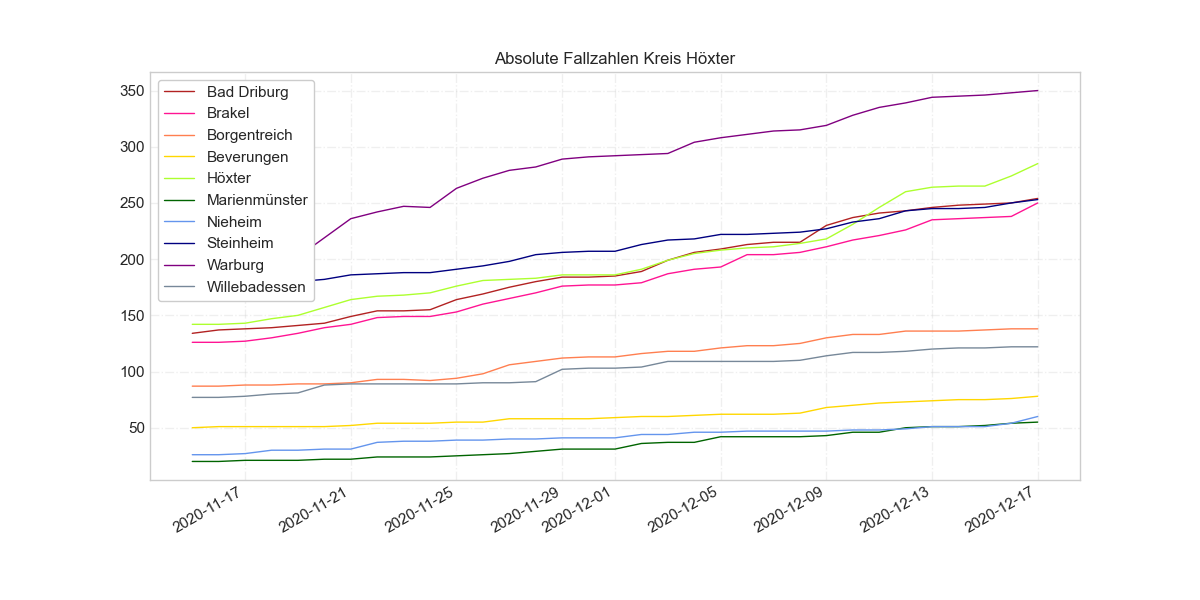 Absolute Fallzahlen Kreis Höxter
350
300
250
200
150
100
50
Bad Driburg
Brakel
Borgentreich
Beverungen
Höxter
Marienmünster
Nieheim
Steinheim
Warburg
Willebadessen
2020-11-17
2020-11-21
2020-11-25
2020-11-29
2020-12-01
2020-12-05
2020-12-09
2020-12-13
2020-12-17